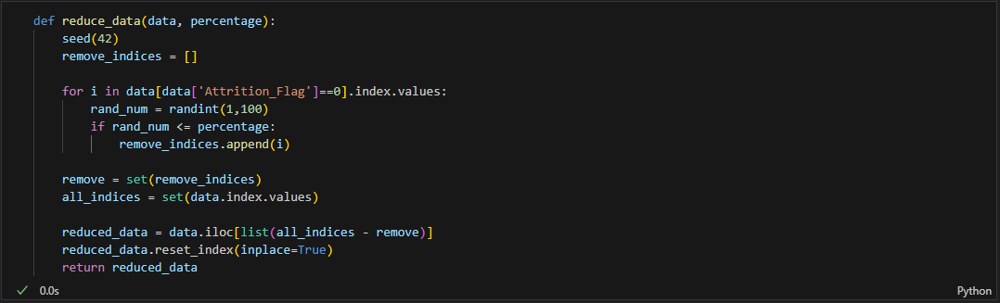 def reduce_data(data, percentage):
    seed(42)
    remove_indices = []

    for i in data[data['Attrition_Flag']==0].index.values:
        rand_num = randint(1,100)
        if rand_num <= percentage:
            remove_indices.append(i)

    remove = set(remove_indices)
    all_indices = set(data.index.values)

    reduced_data = data.iloc[list(all_indices - remove)]
    reduced_data.reset_index(inplace=True)
    return reduced_data
✓ 0.0s
Python